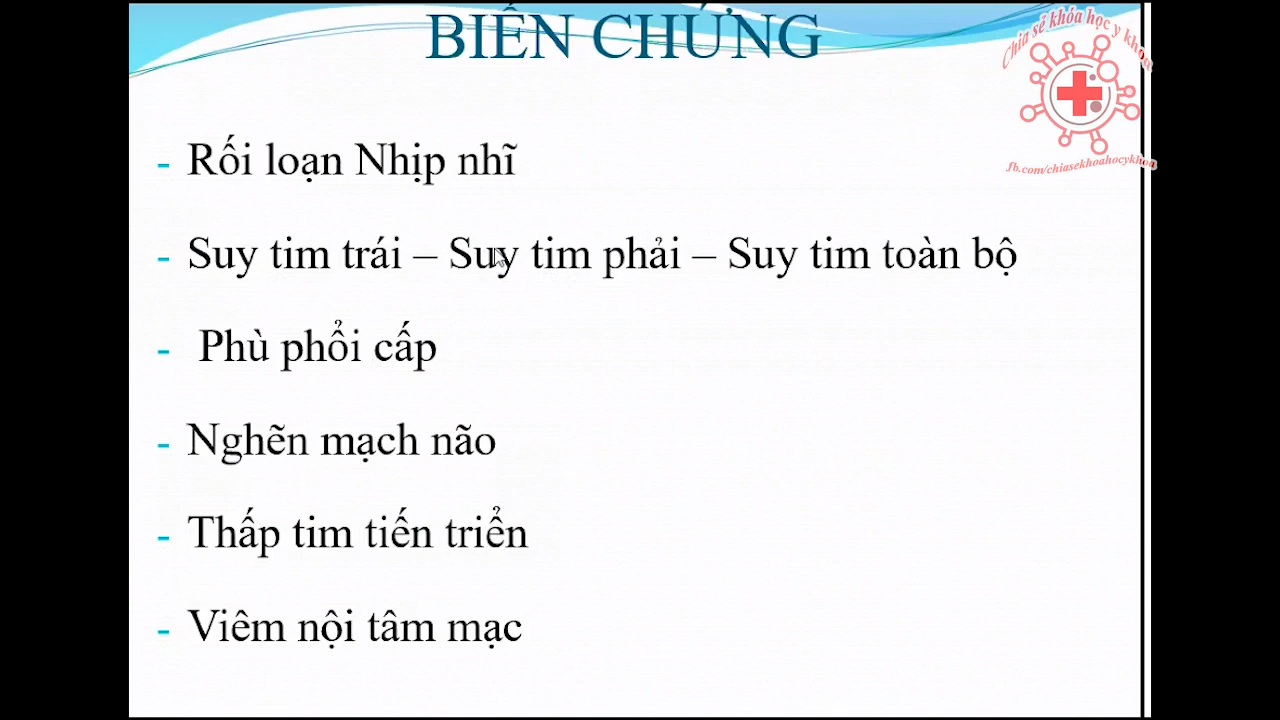 BIẾN CHỨNG
Chia sẻ khóa học y khoa
fb.com/chiasekhoahocykhoa
- Rối loạn Nhịp nhĩ
- Suy tim trái – Suy tim phải – Suy tim toàn bộ
- Phù phổi cấp
- Nghẽn mạch não
- Thấp tim tiến triển
- Viêm nội tâm mạc